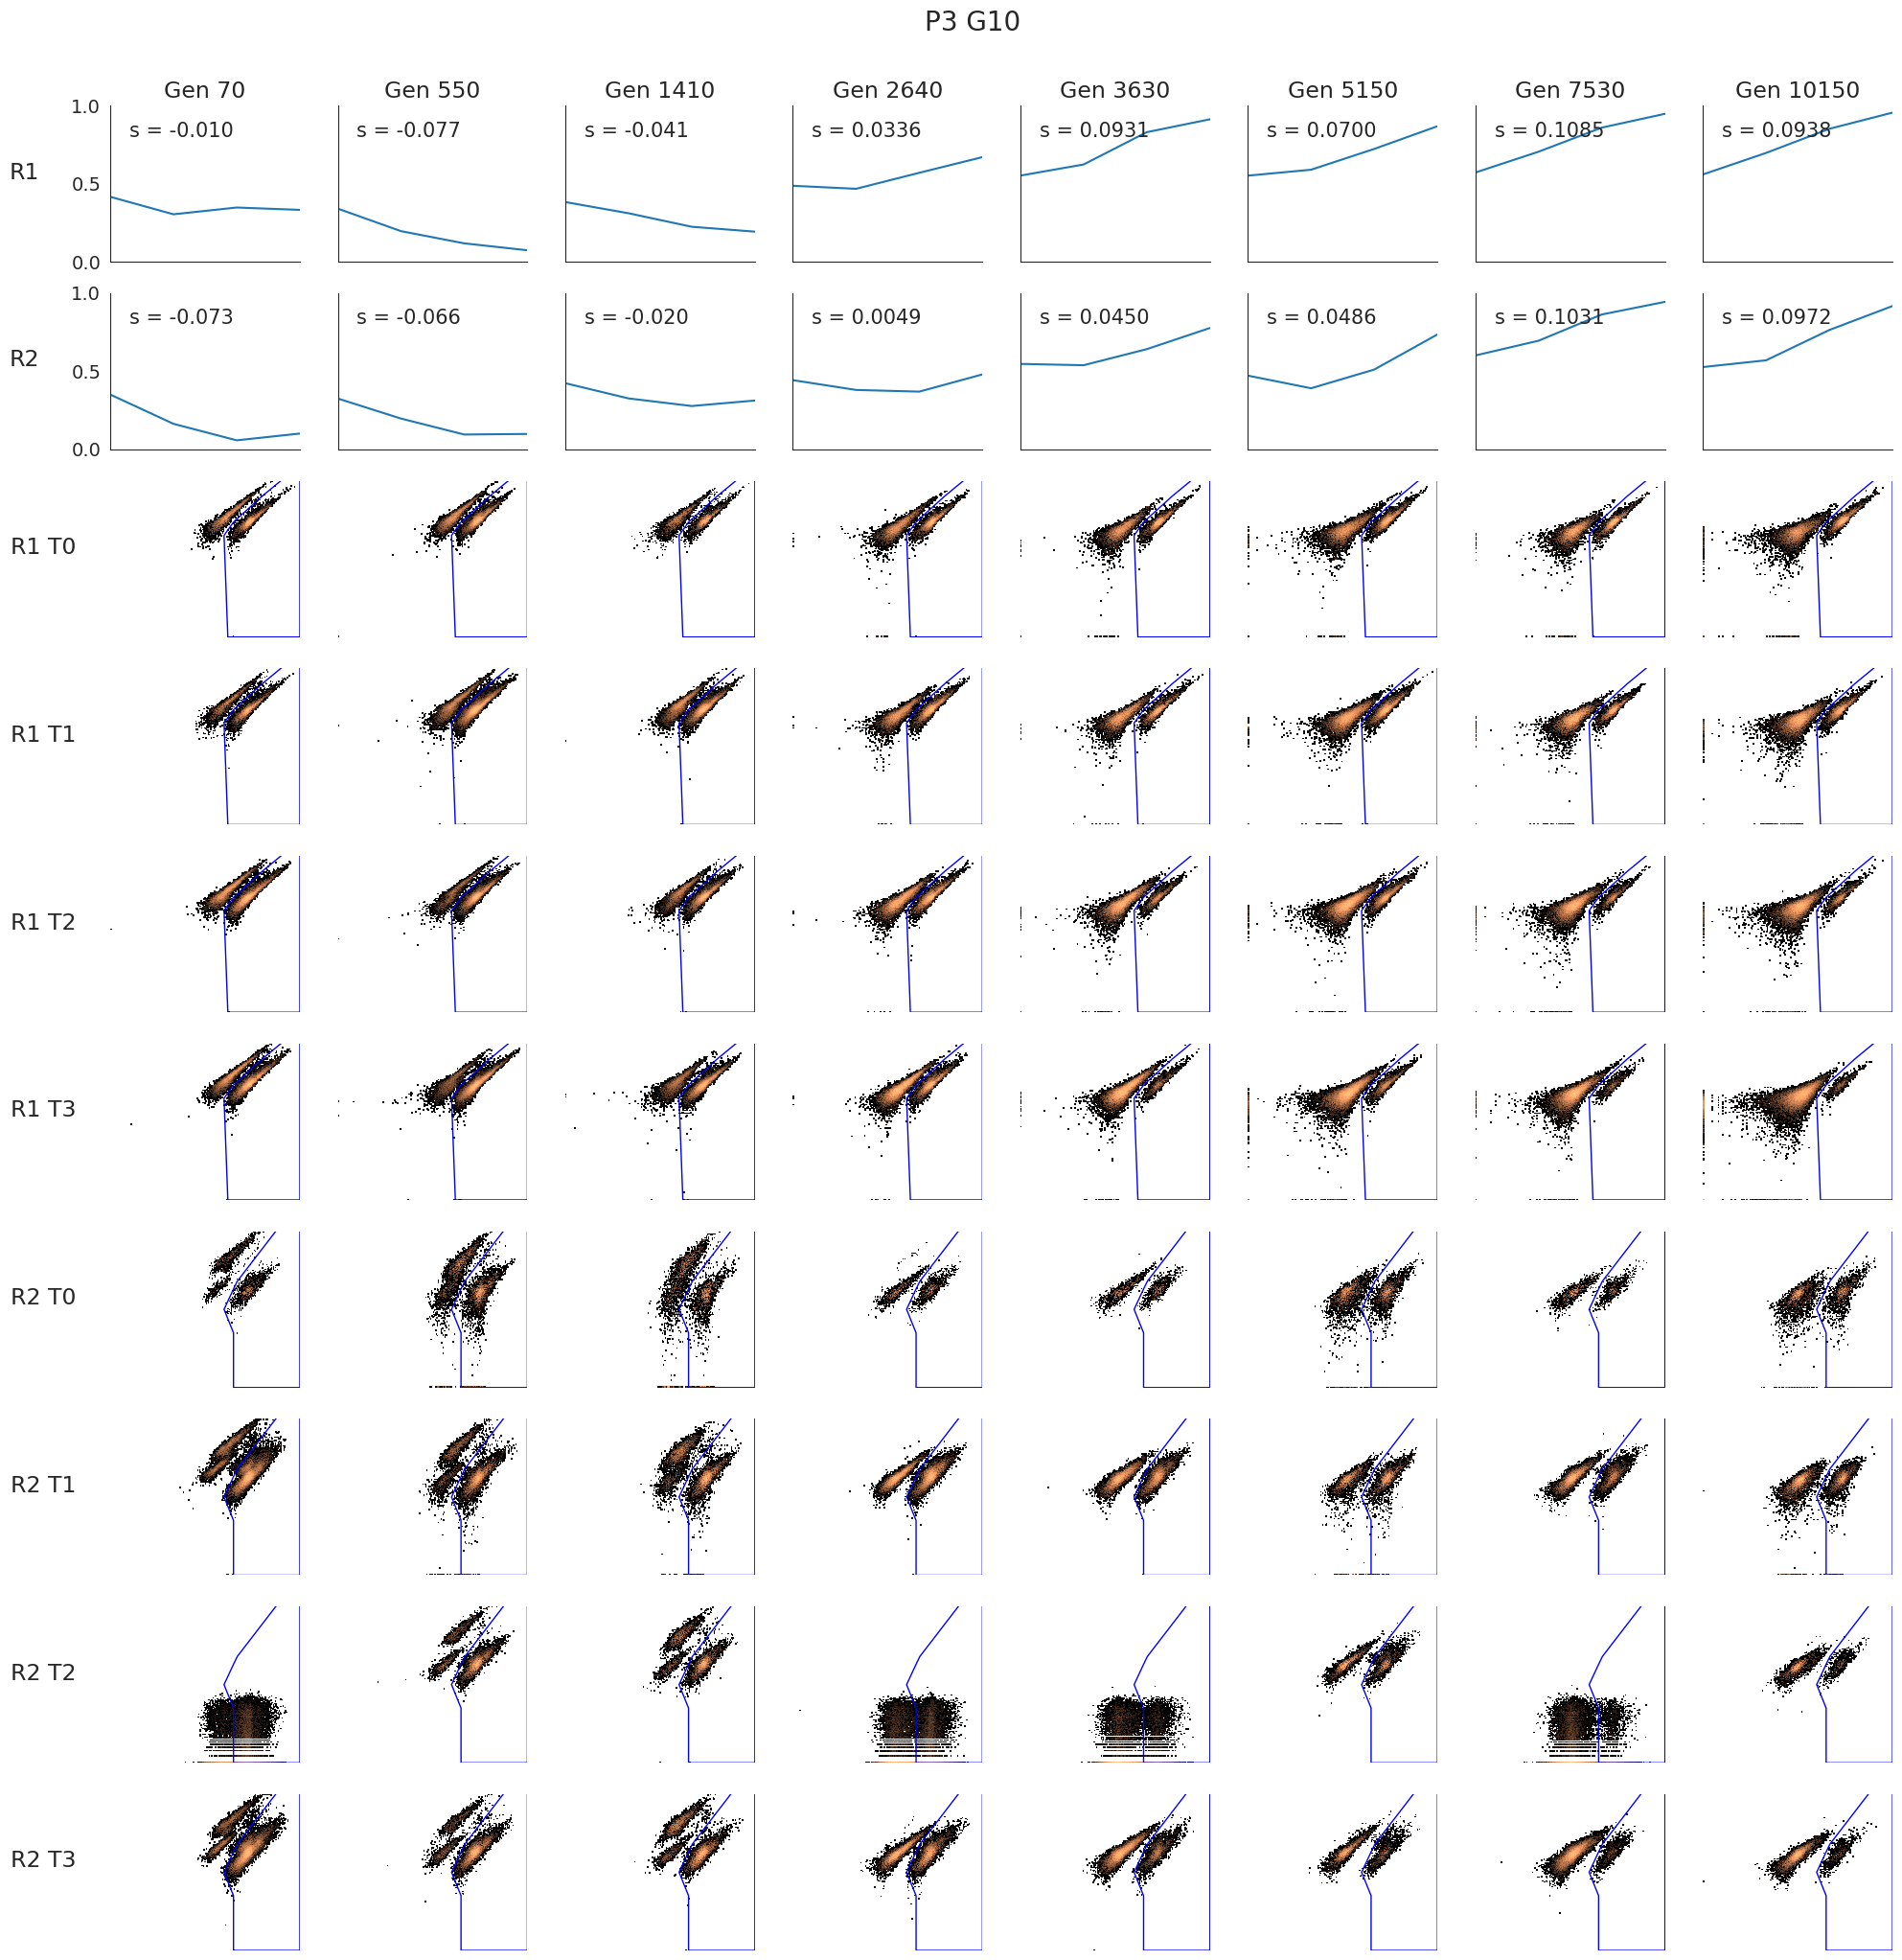 P3 G10
Gen 70 Gen 550 Gen 1410 Gen 2640 Gen 3630 Gen 5150 Gen 7530 Gen 10150
1.0
s = -0.010 s = -0.077 s = -0.041 s = 0.0336 s = 0.0931 s = 0.0700 s = 0.1085 s = 0.0938
R1
0.5
0.0
1.0
s = -0.073 s = -0.066 s = -0.020 s = 0.0049 s = 0.0450 s = 0.0486 s = 0.1031 s = 0.0972
R2
0.5
0.0
R1 T0
R1 T1
R1 T2
R1 T3
R2 T0
R2 T1
R2 T2
R2 T3